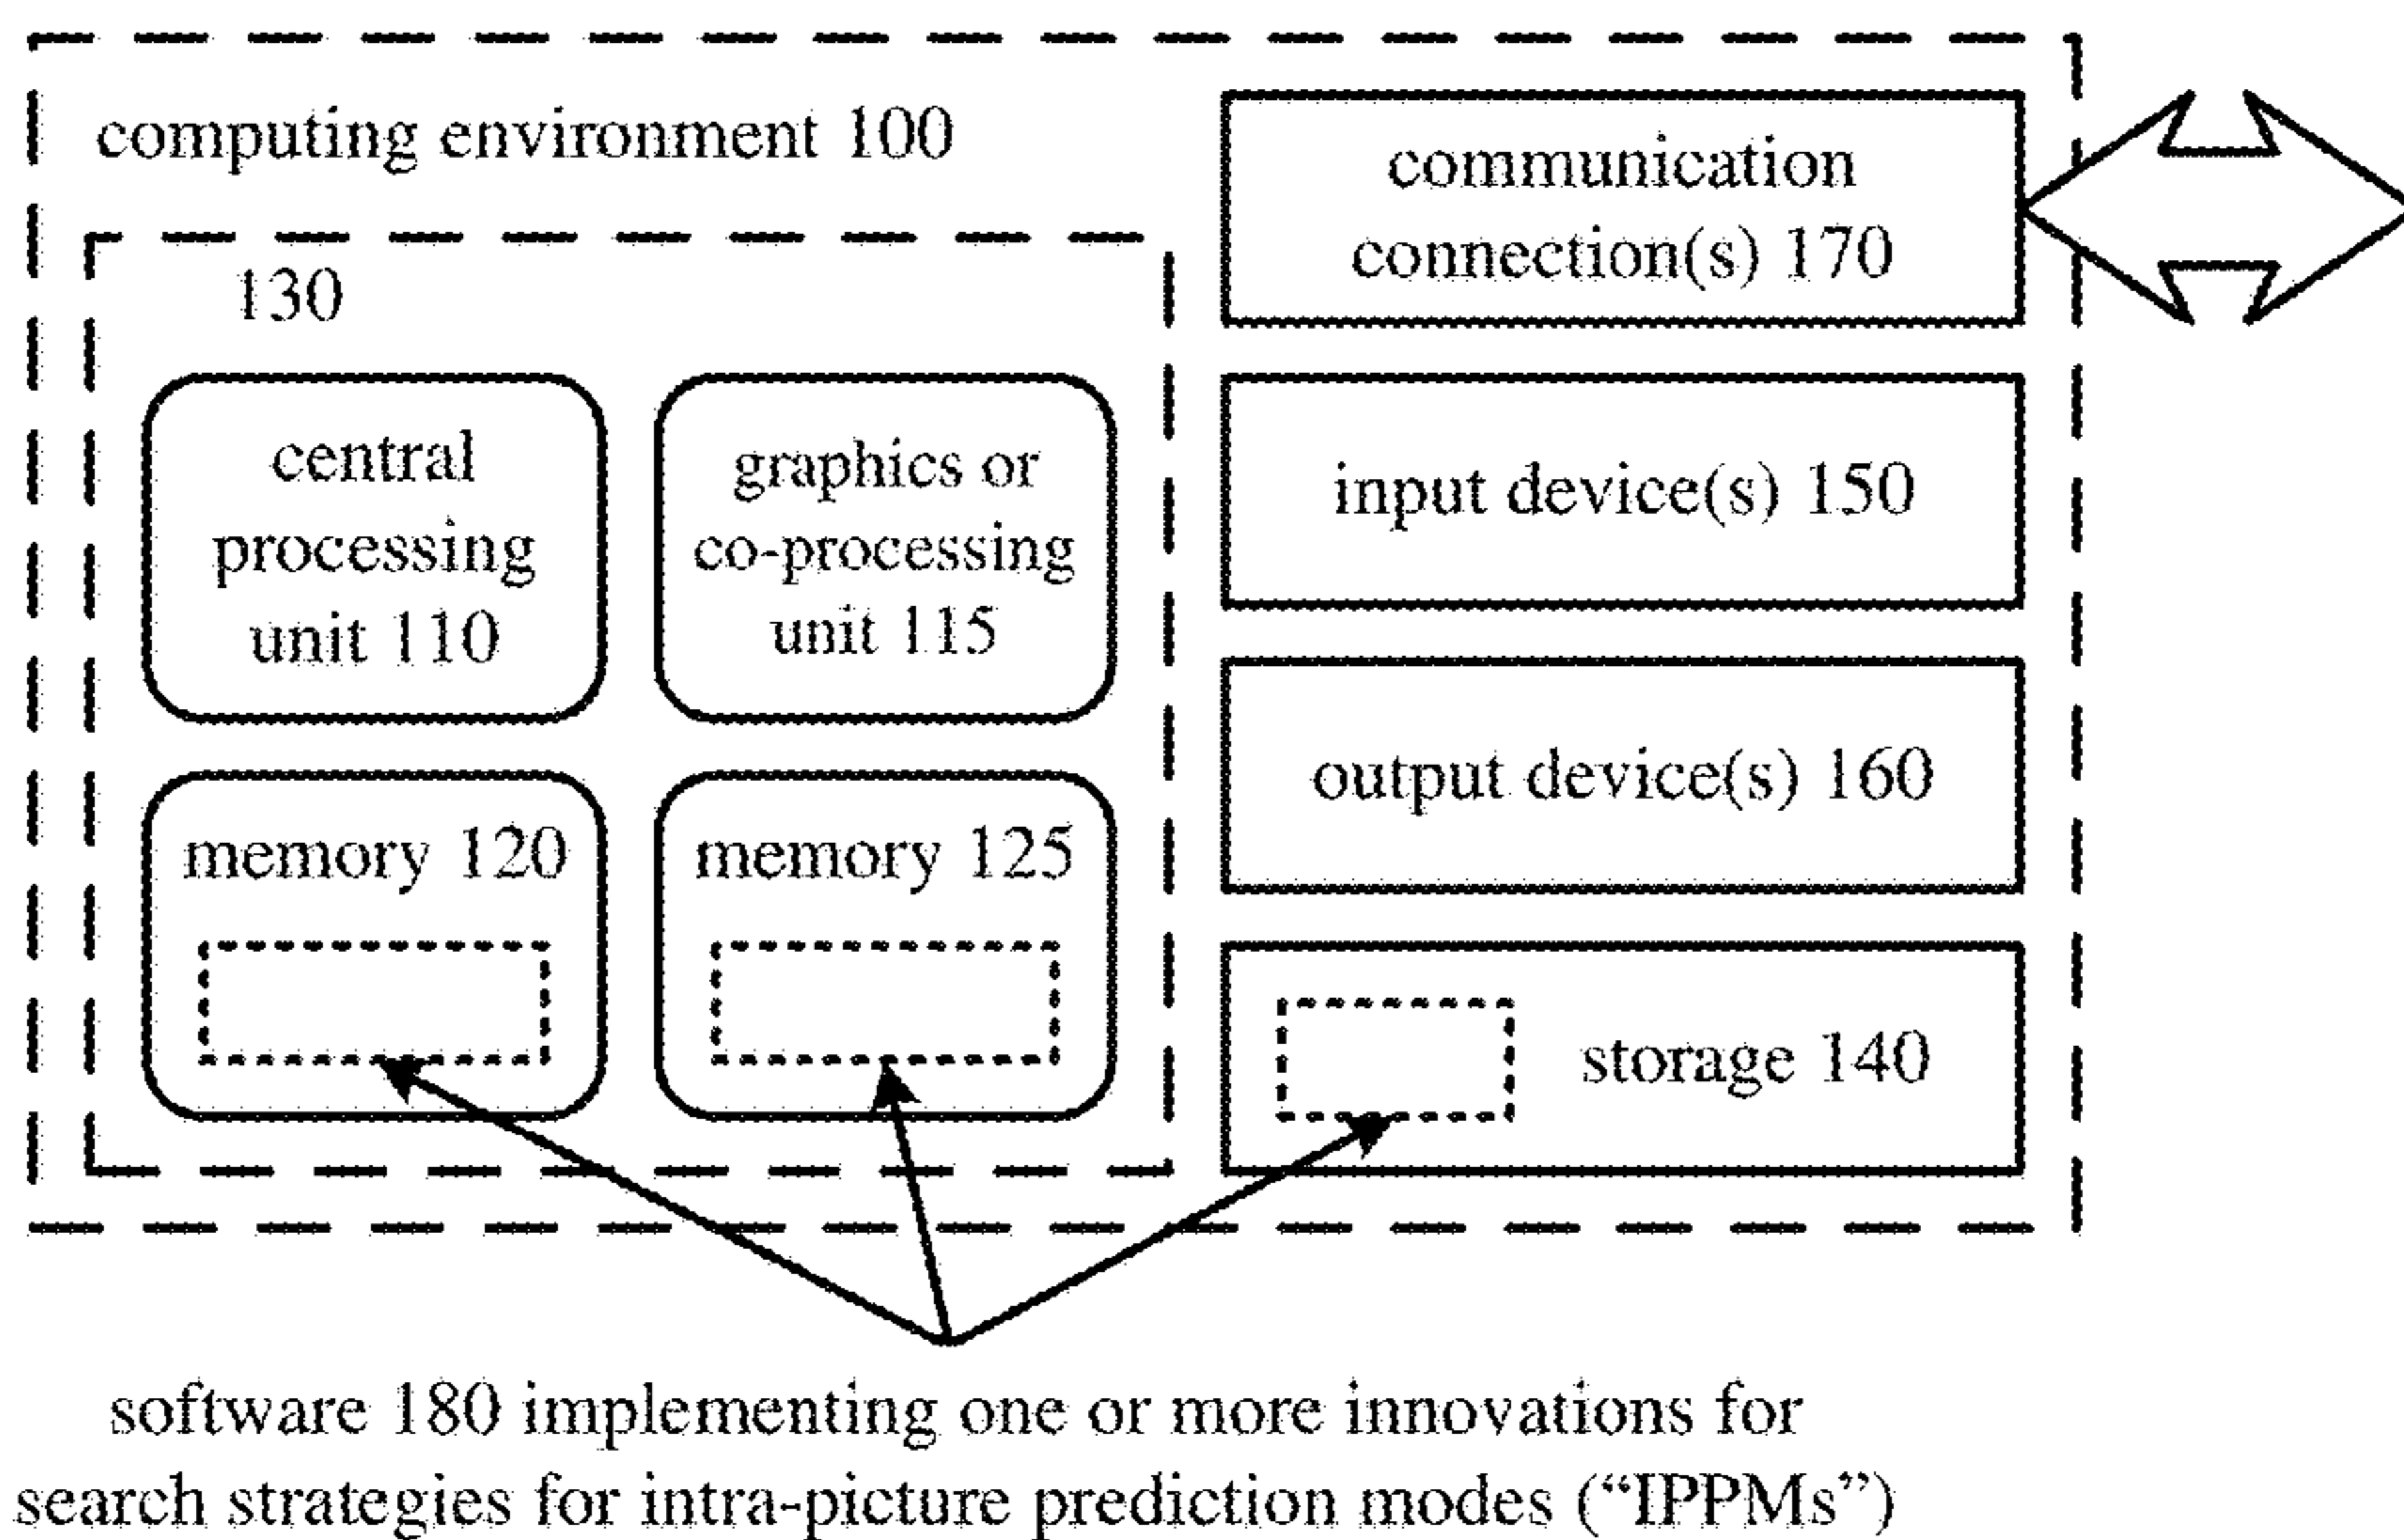 computing environment 100
130
central
processing
unit 110
graphics or
co-processing
unit 115
memory 120
memory 125
communication
connection(s) 170
input device(s) 150
output device(s) 160
storage 140
software 180 implementing one or more innovations for
search strategies for intra-picture prediction modes (“IPPMs”)